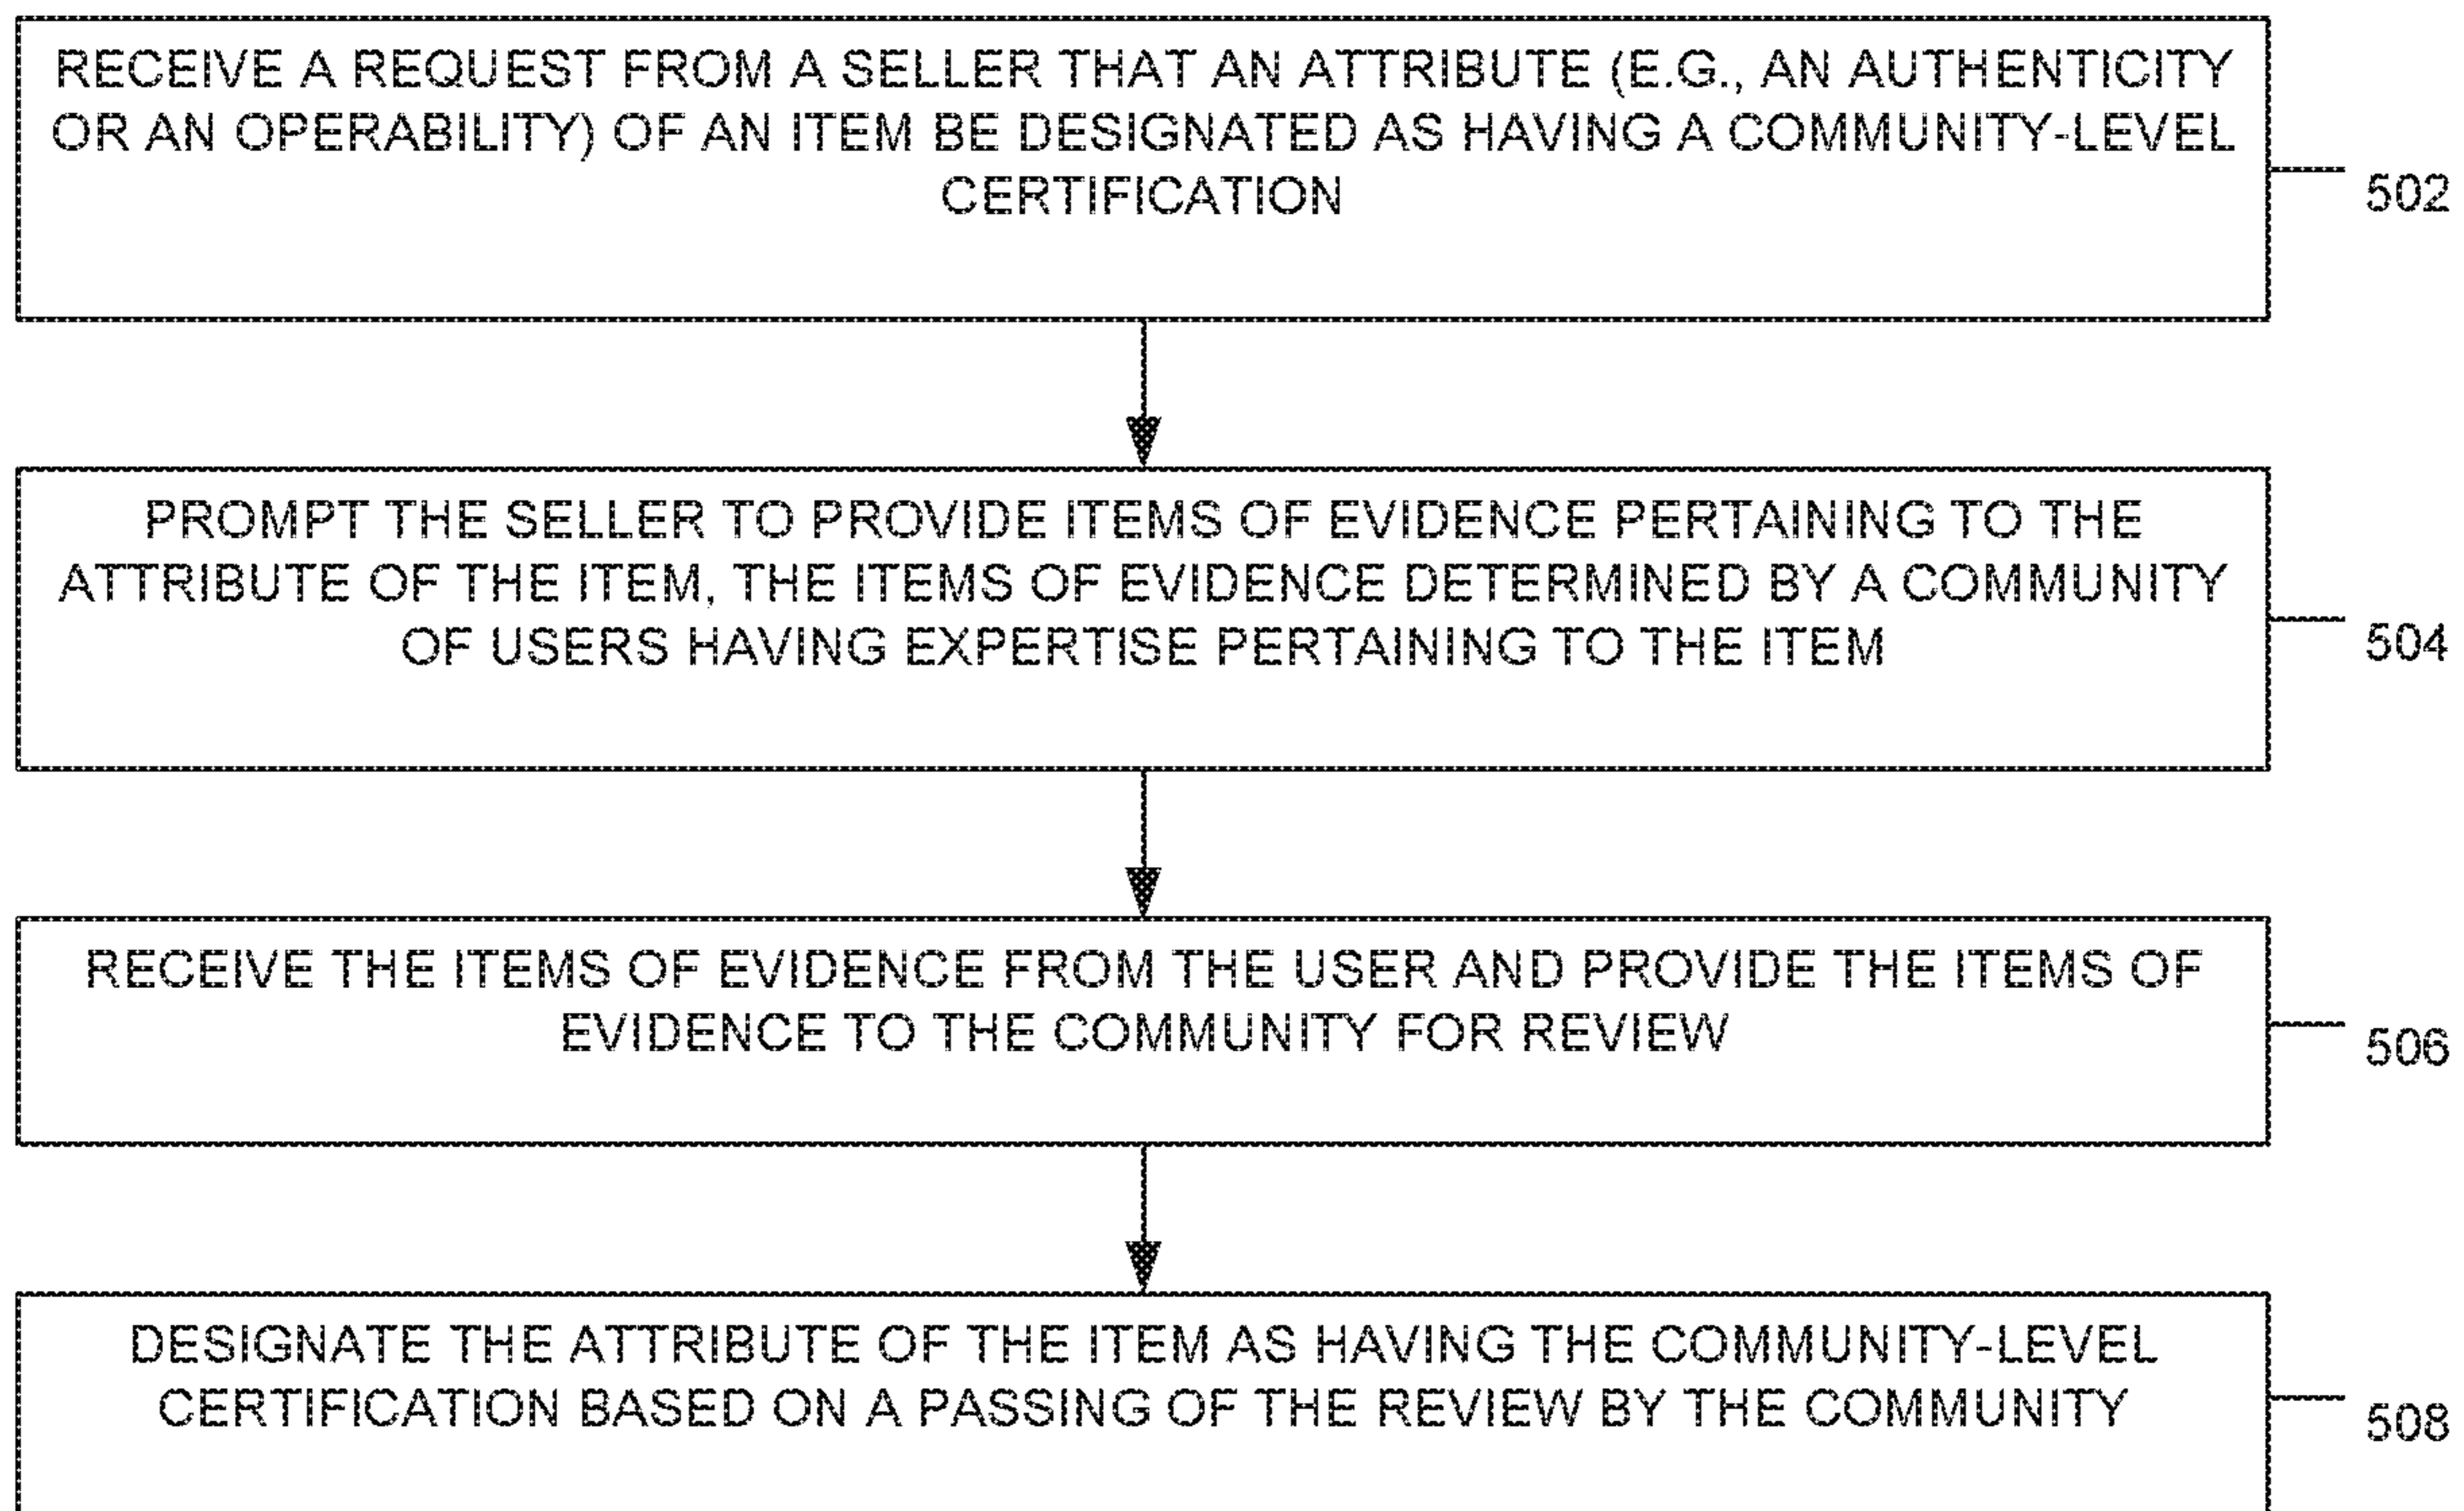 RECEIVE A REQUEST FROM A SELLER THAT AN ATTRIBUTE (E.G., AN AUTHENTICITY
OR AN OPERABILITY) OF AN ITEM BE DESIGNATED AS HAVING A COMMUNITY-LEVEL
CERTIFICATION
502
PROMPT THE SELLER TO PROVIDE ITEMS OF EVIDENCE PERTAINING TO THE
ATTRIBUTE OF THE ITEM, THE ITEMS OF EVIDENCE DETERMINED BY A COMMUNITY
OF USERS HAVING EXPERTISE PERTAINING TO THE ITEM
504
RECEIVE THE ITEMS OF EVIDENCE FROM THE USER AND PROVIDE THE ITEMS OF
EVIDENCE TO THE COMMUNITY FOR REVIEW
506
DESIGNATE THE ATTRIBUTE OF THE ITEM AS HAVING THE COMMUNITY-LEVEL
CERTIFICATION BASED ON A PASSING OF THE REVIEW BY THE COMMUNITY
508